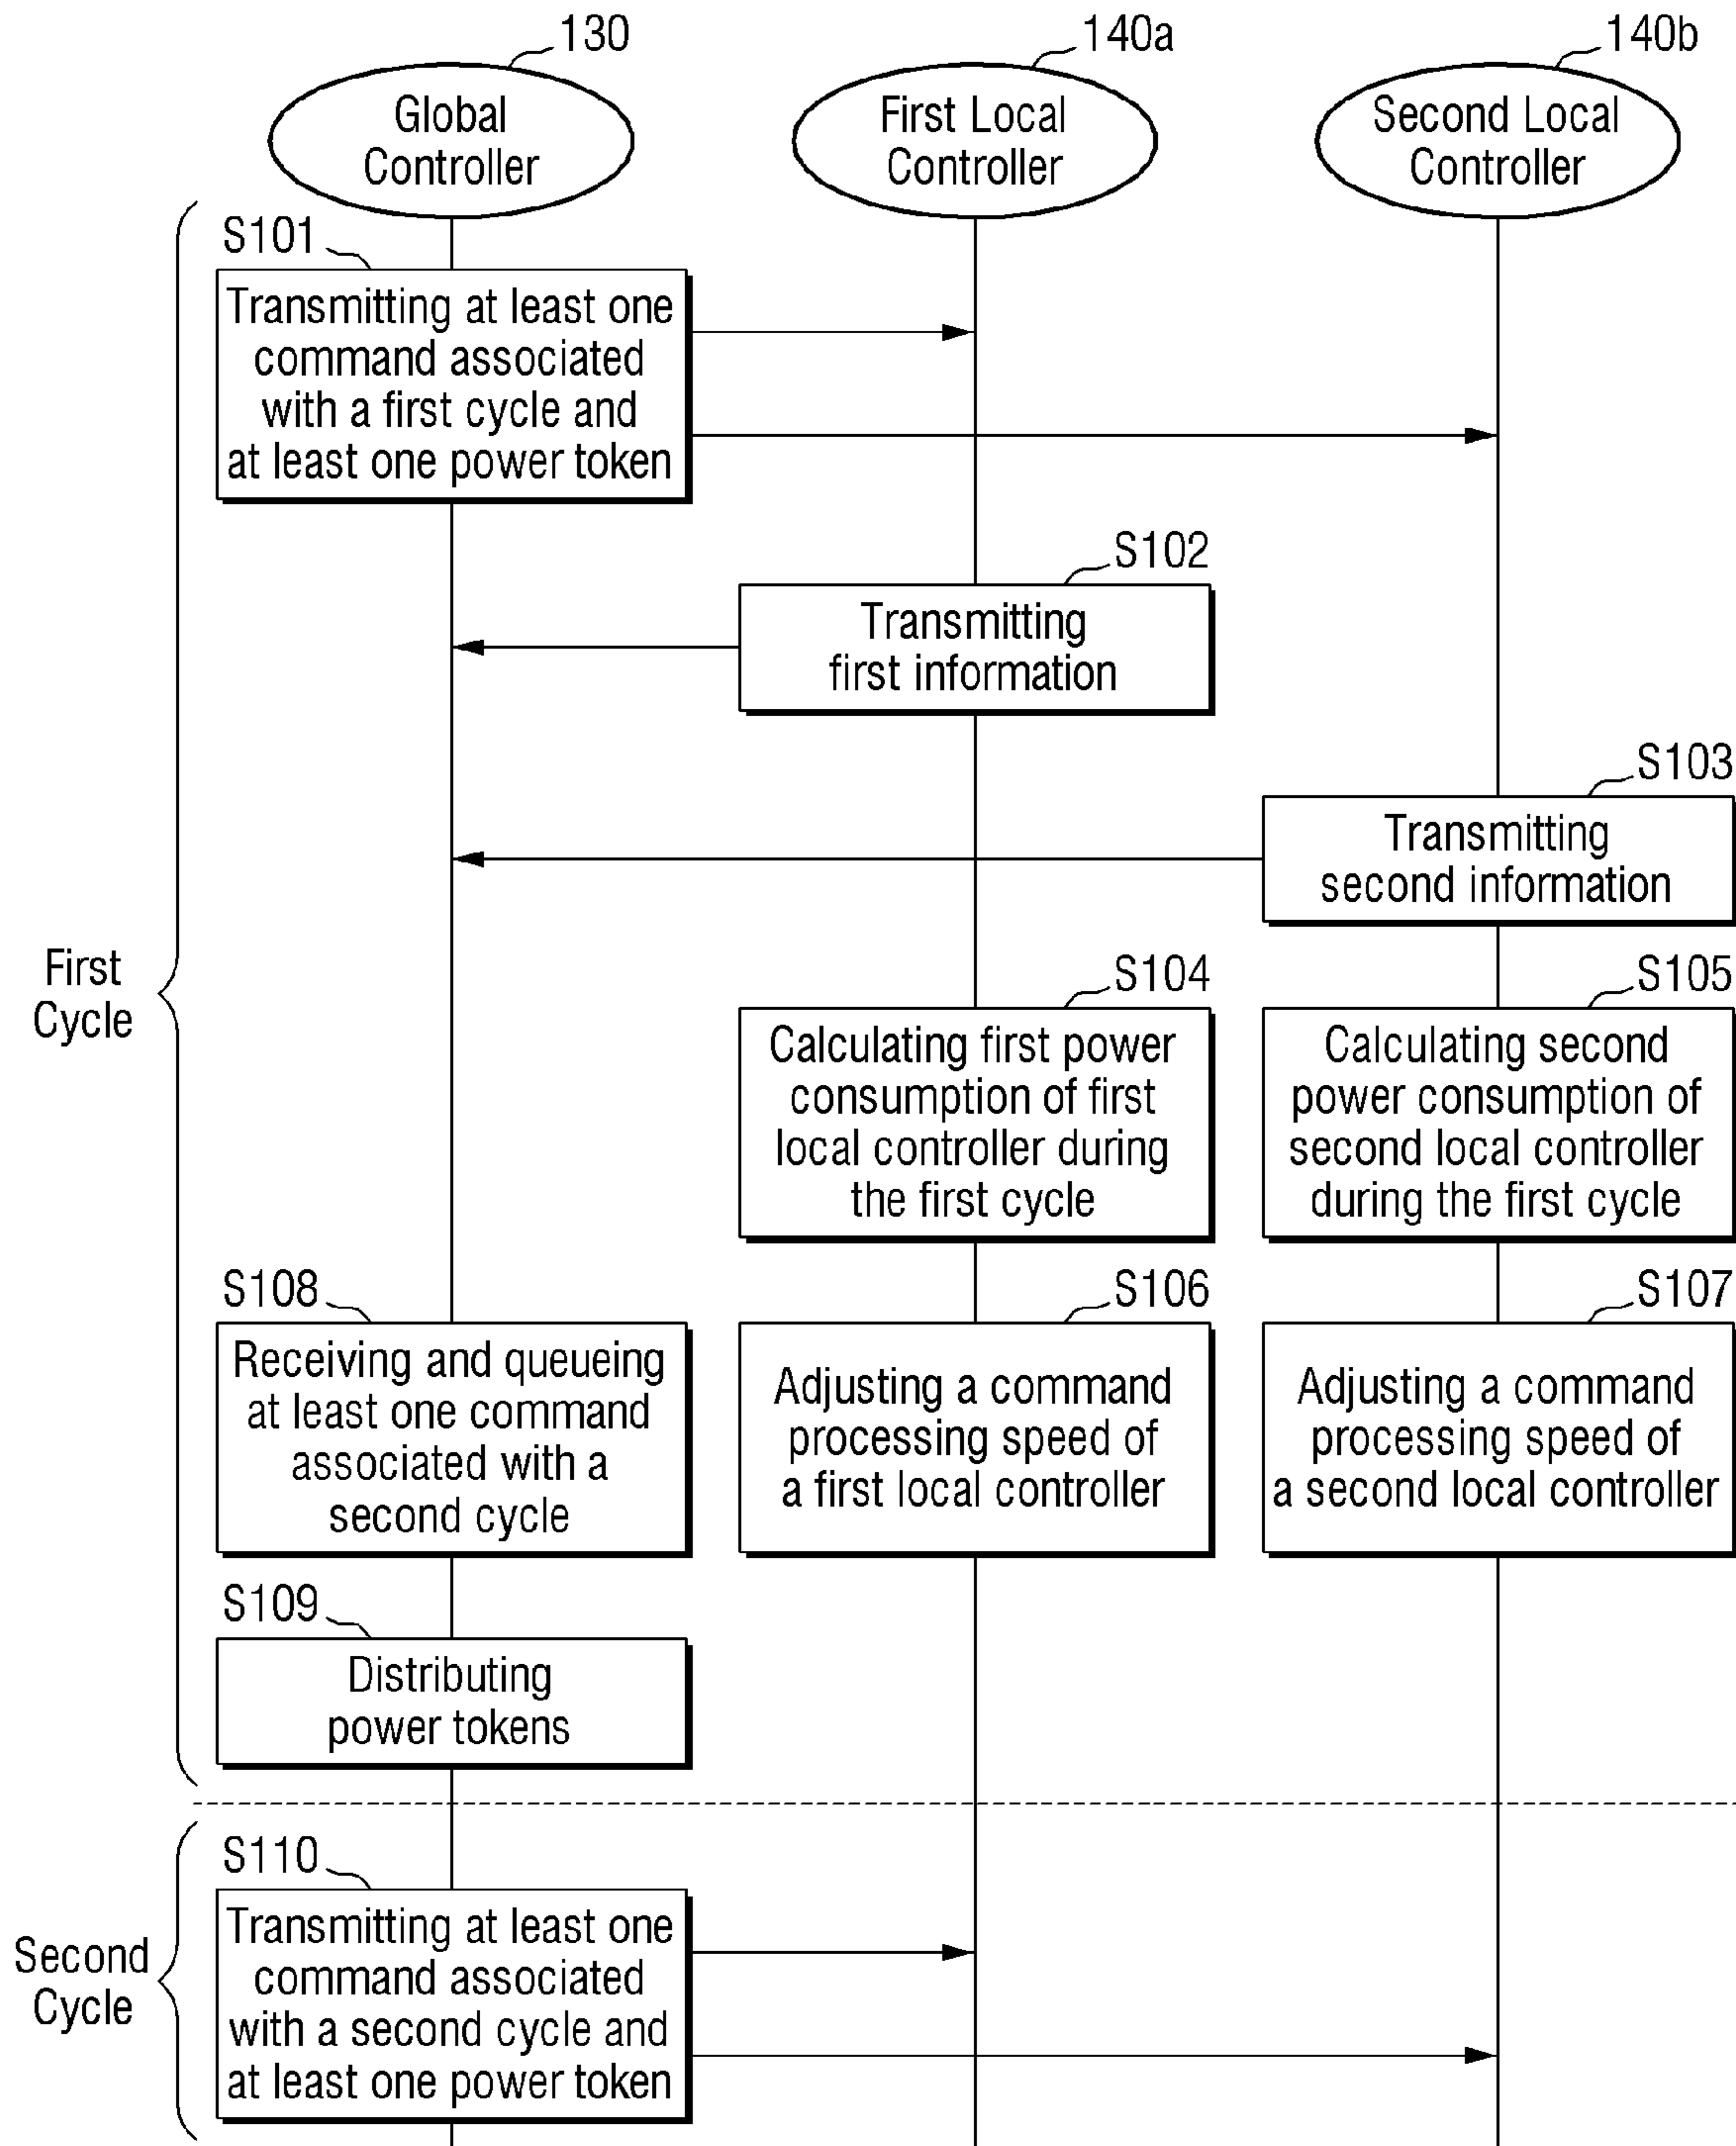 130
140a
140b
Global
Controller
First Local
Controller
Second Local
Controller
S101
Transmitting at least one
command associated
with a first cycle and
at least one power token
S102
Transmitting
first information
S103
Transmitting
second information
First
Cycle
S104
Calculating first power
consumption of first
local controller during
the first cycle
S105
Calculating second
power consumption of
second local controller
during the first cycle
S108
Receiving and queueing
at least one command
associated with a
second cycle
S106
Adjusting a command
processing speed of
a first local controller
S107
Adjusting a command
processing speed of
a second local controller
S109
Distributing
power tokens
Second
Cycle
S110
Transmitting at least one
command associated
with a second cycle and
at least one power token